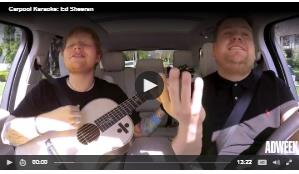 Carpool Karaoke: Ed Sheeran
ADWEEK
00:00
13:22